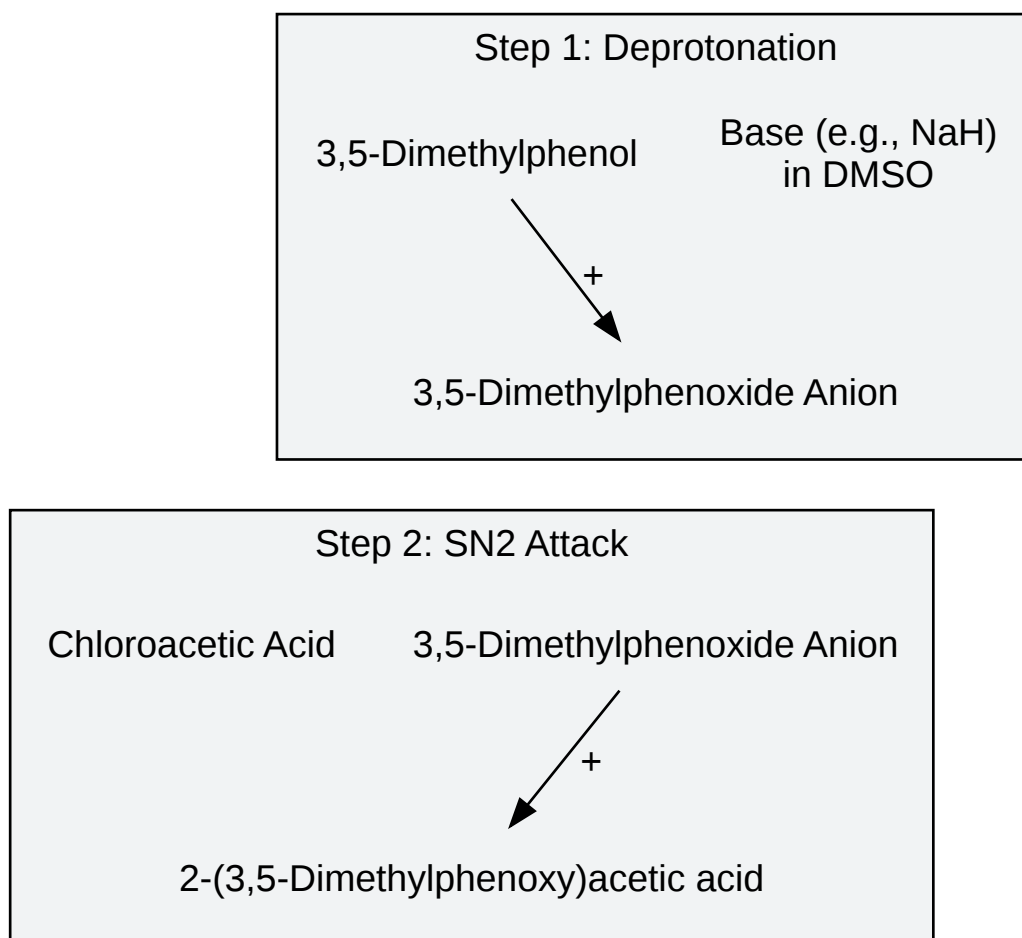 Step 1: Deprotonation
3,5-Dimethylphenol
Base (e.g., NaH)
in DMSO
+
3,5-Dimethylphenoxide Anion
Step 2: SN2 Attack
Chloroacetic Acid
3,5-Dimethylphenoxide Anion
+
2-(3,5-Dimethylphenoxy)acetic acid